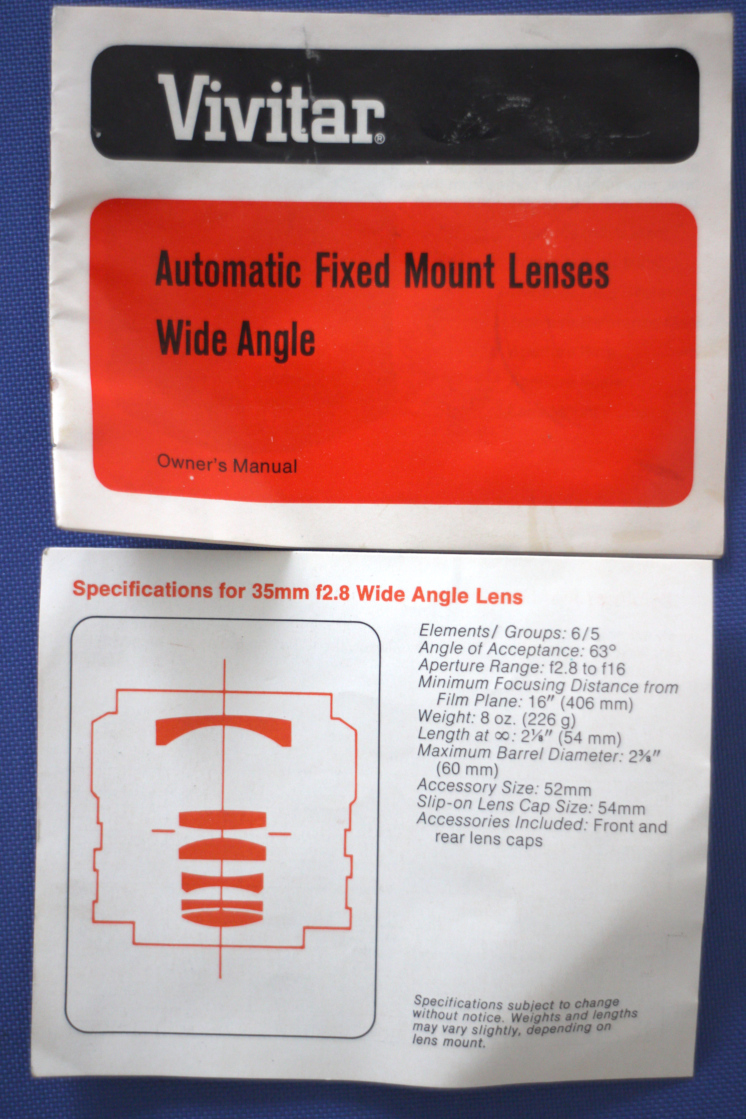 Vivitar®
Automatic Fixed Mount Lenses
Wide Angle
Owner's Manual
Specifications for 35mm f2.8 Wide Angle Lens
Elements/ Groups: 6/5
Angle of Acceptance: 63°
Aperture Range: f2.8 to f16
Minimum Focusing Distance from
Film Plane: 16" (406 mm)
Weight: 8 oz. (226 g)
Length at ∞: 2⅛" (54 mm)
Maximum Barrel Diameter: 2⅜"
(60 mm)
Accessory Size: 52mm
Slip-on Lens Cap Size: 54mm
Accessories Included: Front and
rear lens caps
Specifications subject to change
without notice. Weights and lengths
may vary slightly, depending on
lens mount.